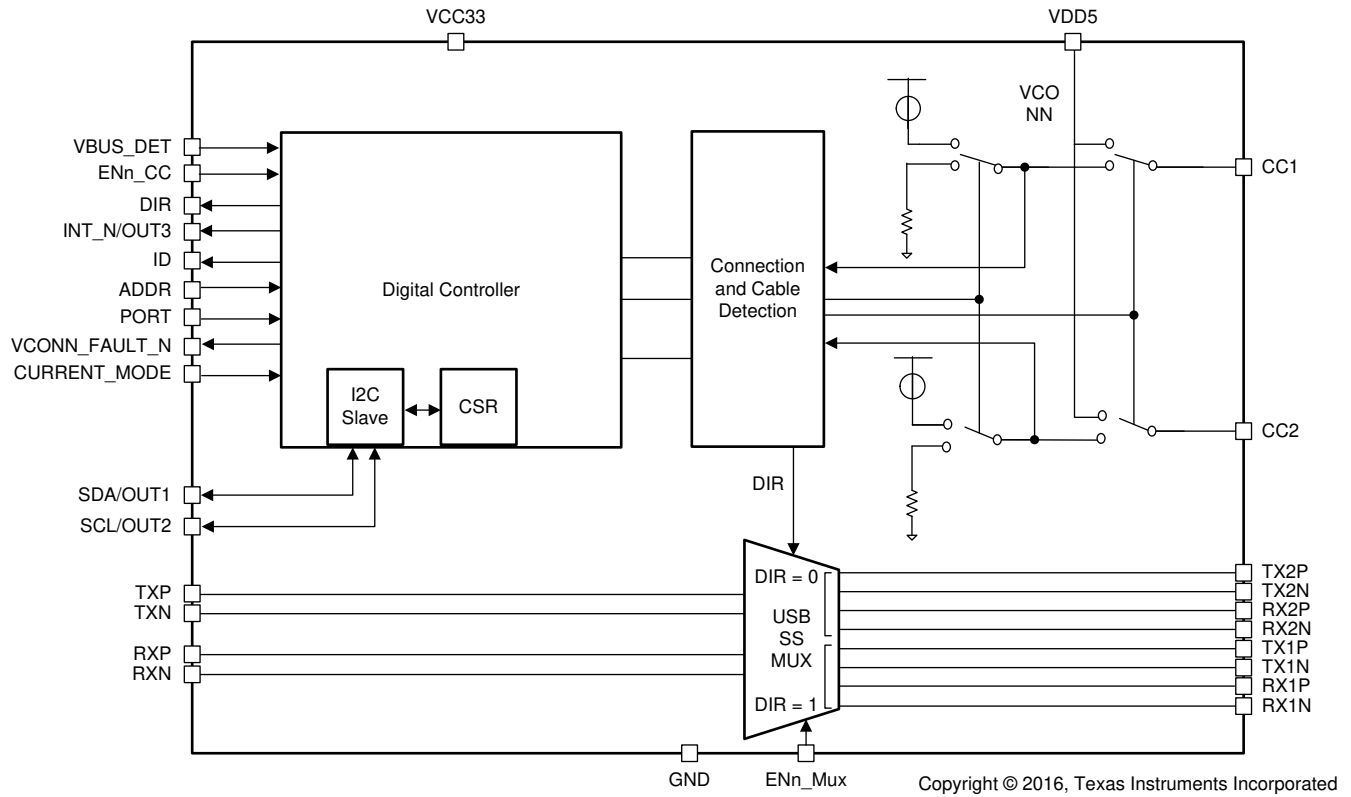 VCC33
VDD5
VCO
NN
VBUS_DET
ENn_CC
DIR
INT_N/OUT3
ID
ADDR
PORT
VCONN_FAULT_N
CURRENT_MODE
Digital Controller
I2C
Slave
CSR
Connection
and Cable
Detection
CC1
CC2
SDA/OUT1
SCL/OUT2
DIR
TXP
TXN
RXP
RXN
DIR = 0
USB
SS
MUX
DIR = 1
TX2P
TX2N
RX2P
RX2N
TX1P
TX1N
RX1P
RX1N
GND
ENn_Mux
Copyright © 2016, Texas Instruments Incorporated